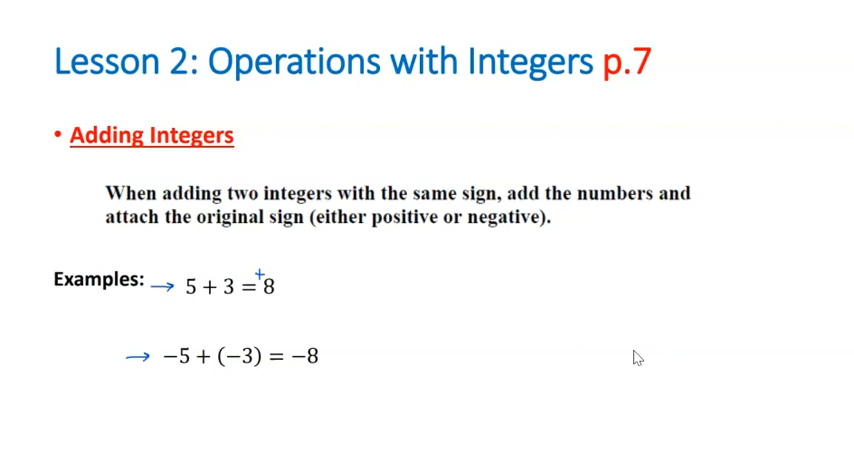 Lesson 2: Operations with Integers p.7
• Adding Integers
When adding two integers with the same sign, add the numbers and
attach the original sign (either positive or negative).
Examples: → 5 + 3 = +8
→ −5 + (−3) = −8